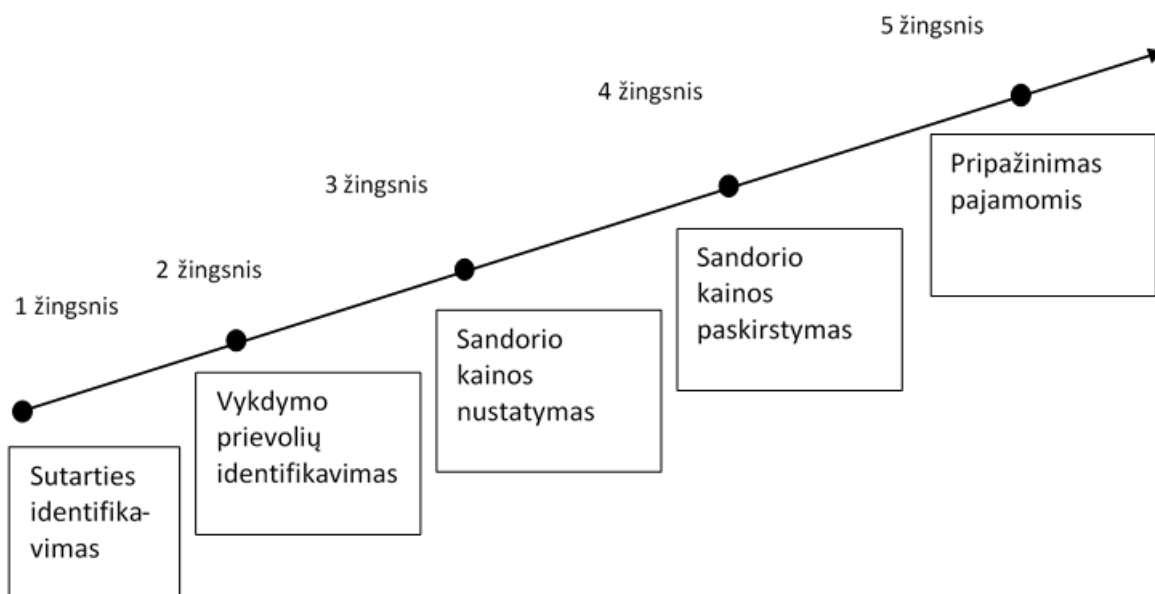 1 žingsnis
Sutarties
identifika-
vimas
2 žingsnis
Vykdymo
prievolių
identifikavimas
3 žingsnis
Sandorio
kainos
nustatymas
4 žingsnis
Sandorio
kainos
paskirstymas
5 žingsnis
Pripažinimas
pajamomis